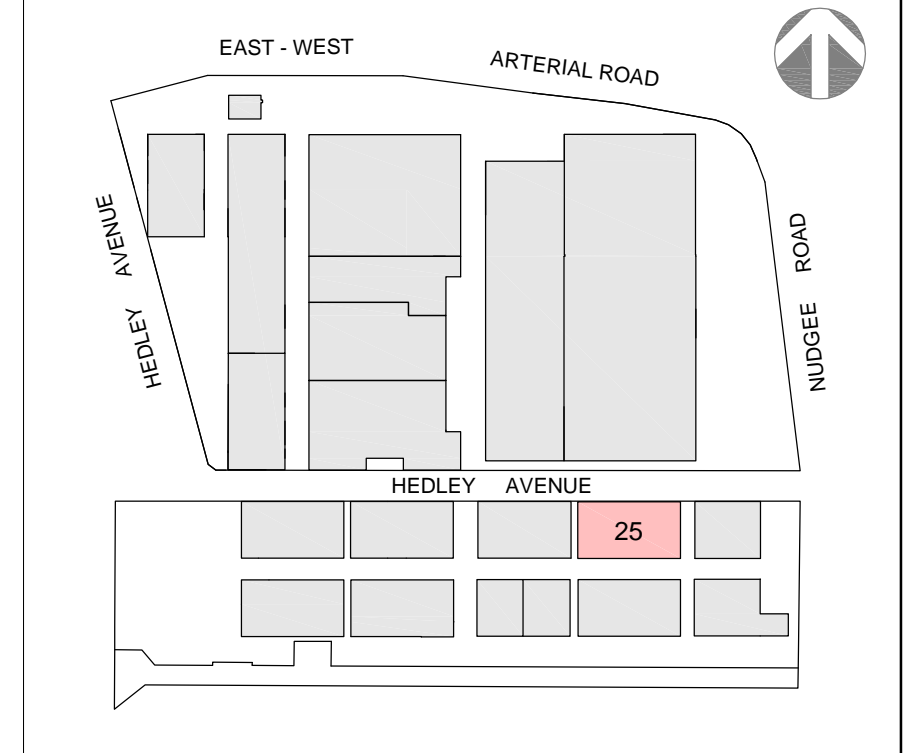 EAST - WEST
ARTERIAL ROAD
HEDLEY AVENUE
NUDGEE ROAD
HEDLEY AVENUE
25